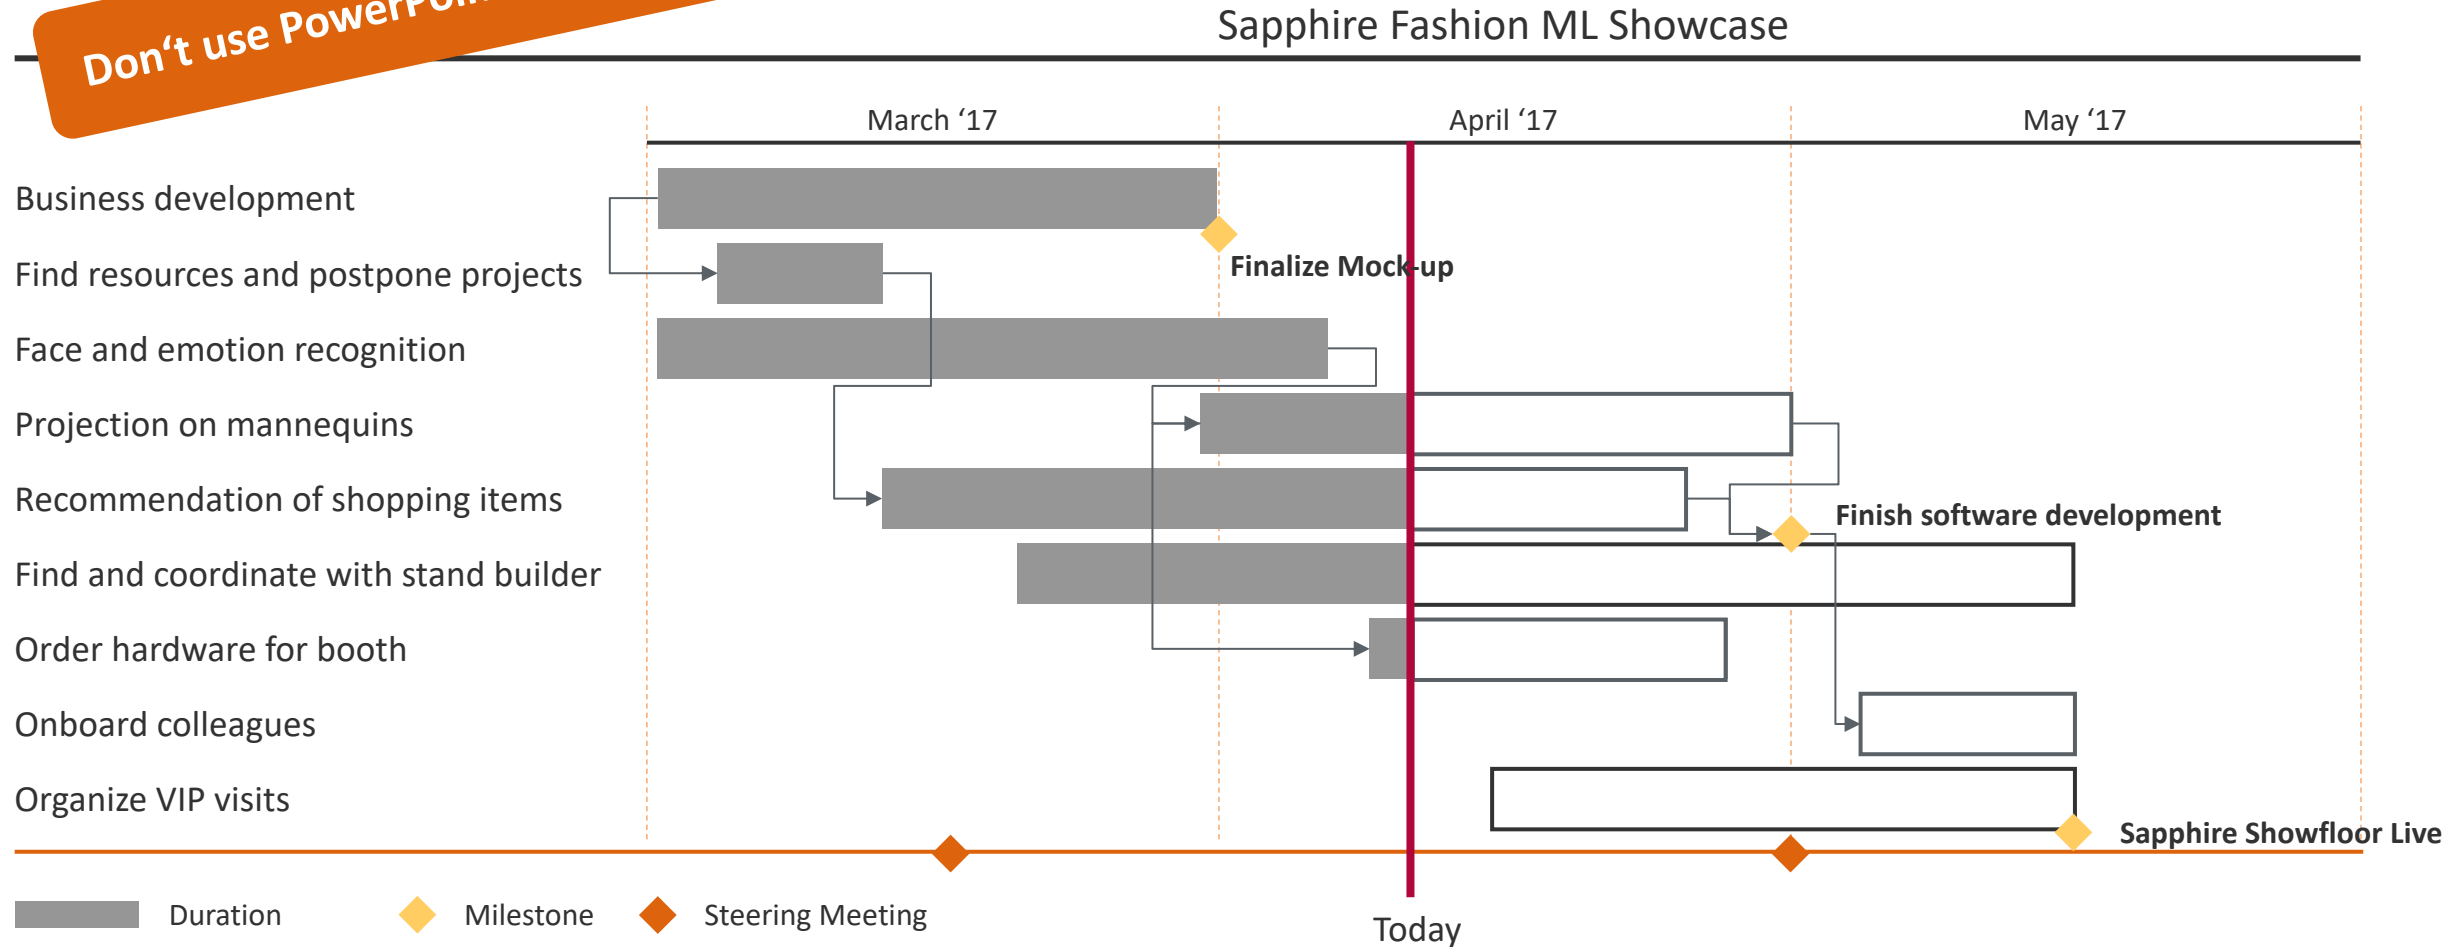 Don‘t use
Sapphire Fashion ML Showcase
March ‘17
April ‘17
May ‘17
Business development
Finalize Mock-up
Find resources and postpone projects
Face and emotion recognition
Projection on mannequins
Recommendation of shopping items
Finish software development
Find and coordinate with stand builder
Order hardware for booth
Onboard colleagues
Organize VIP visits
Sapphire Showfloor Live
Duration
Milestone
Steering Meeting
Today